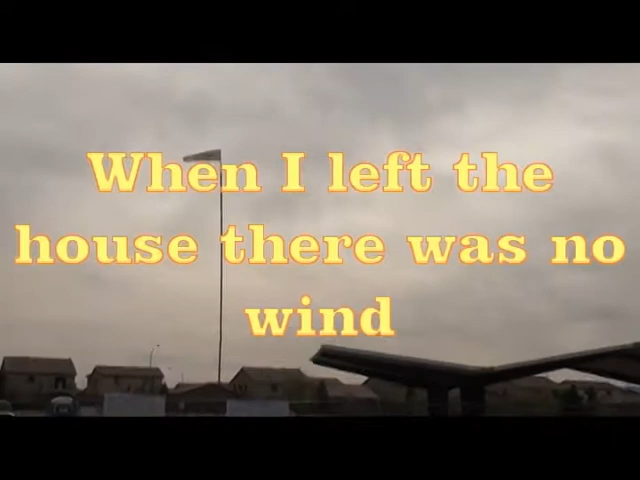 When I left the
house there was no
wind